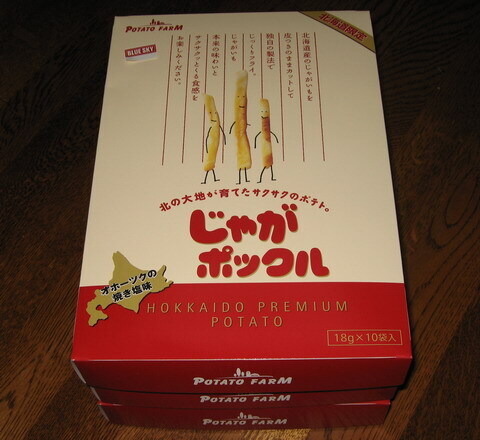 POTATO FARM
BLUE SKY
北海道限定
北海道産のじゃがいもを
皮つきのままカットして
独自の製法で
じっくりフライ。
じゃがいも
本来の味わいと
サクサクッとくる食感を
お楽しみください。
北の大地が育てたサクサクのポテト。
じゃが
ポックル
オホーツクの
焼き塩味
HOKKAIDO PREMIUM
POTATO
18g×10袋入
POTATO FARM
POTATO FARM
POTATO FARM